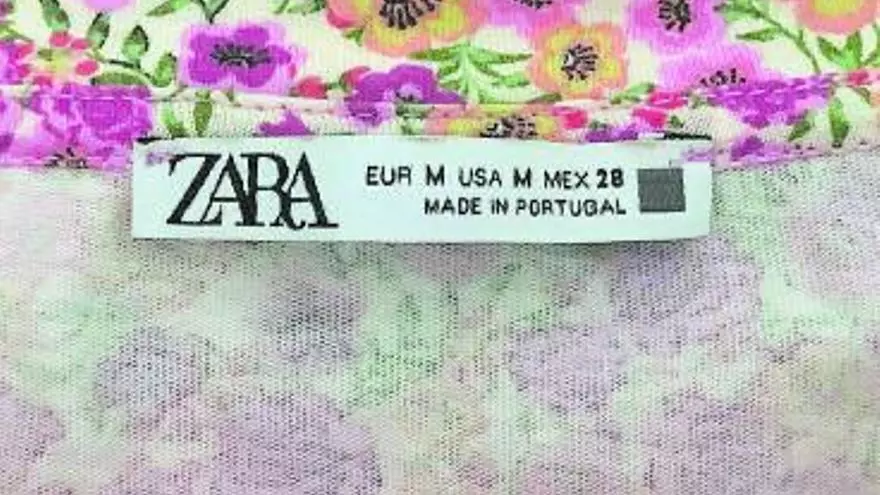 ZARA
EUR M USA M MEX 28
MADE IN PORTUGAL